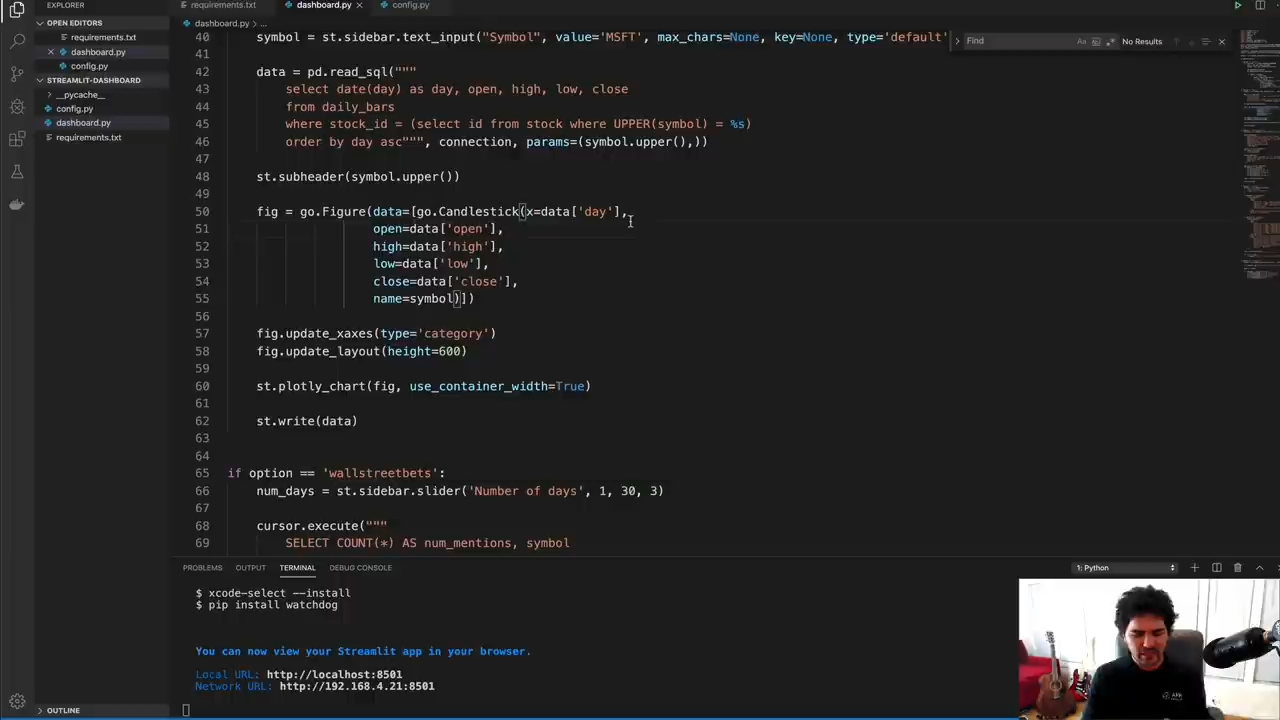 EXPLORER
requirements.txt
dashboard.py
config.py
OPEN EDITORS
requirements.txt
dashboard.py
config.py
STREAMLIT-DASHBOARD
__pycache__
config.py
dashboard.py
requirements.txt
OUTLINE
dashboard.py > ...
Find
Aa
No Results
40 symbol = st.sidebar.text_input("Symbol", value='MSFT', max_chars=None, key=None, type='default'
41
42 data = pd.read_sql("""
43 select date(day) as day, open, high, low, close
44 from daily_bars
45 where stock_id = (select id from stock where UPPER(symbol) = %s)
46 order by day asc""", connection, params=(symbol.upper(),))
47
48 st.subheader(symbol.upper())
49
50 fig = go.Figure(data=[go.Candlestick(x=data['day'],
51 open=data['open'],
52 high=data['high'],
53 low=data['low'],
54 close=data['close'],
55 name=symbol)])
56
57 fig.update_xaxes(type='category')
58 fig.update_layout(height=600)
59
60 st.plotly_chart(fig, use_container_width=True)
61
62 st.write(data)
63
64
65 if option == 'wallstreetbets':
66 num_days = st.sidebar.slider('Number of days', 1, 30, 3)
67
68 cursor.execute("""
69 SELECT COUNT(*) AS num_mentions, symbol
PROBLEMS OUTPUT TERMINAL DEBUG CONSOLE
1: Python
$ xcode-select --install
$ pip install watchdog
You can now view your Streamlit app in your browser.
Local URL: http://localhost:8501
Network URL: http://192.168.4.21:8501